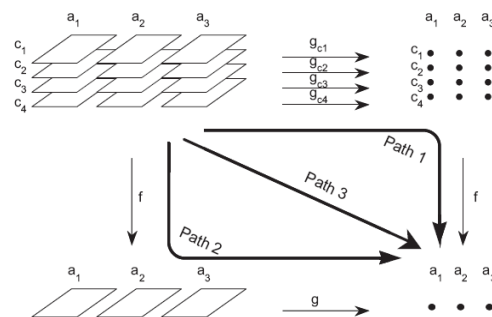 a1 a2 a3 a1 a2 a3
c1 gc1 c1
c2 gc2 c2
c3 gc3 c3
c4 gc4 c4
Path 1
Path 3
f f
Path 2
a1 a2 a3 a1 a2 a3
g